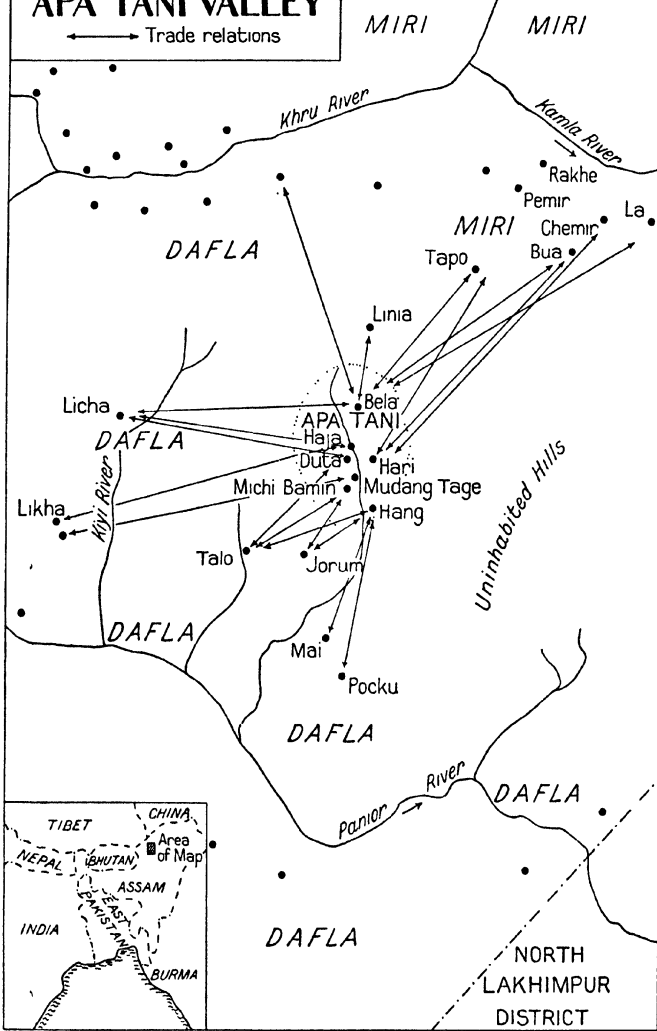 APA TANI VALLEY
Trade relations
MIRI
MIRI
Khru River
Kamla River
Rakhe
Pemir
La
Chemir
MIRI
Bua
DAFLA
Tapo
Linia
Licha
Bela
APA TANI
DAFLA
Haja
Duta
Hari
Michi Bamin
Mudang Tage
Likha
Kiyi River
Hang
Uninhabited Hills
Talo
Jorum
DAFLA
Mai
Pocku
DAFLA
Panior River
DAFLA
CHINA
TIBET
Area
of Map
NEPAL
BHUTAN
ASSAM
EAST
PAKISTAN
INDIA
BURMA
DAFLA
NORTH
LAKHIMPUR
DISTRICT